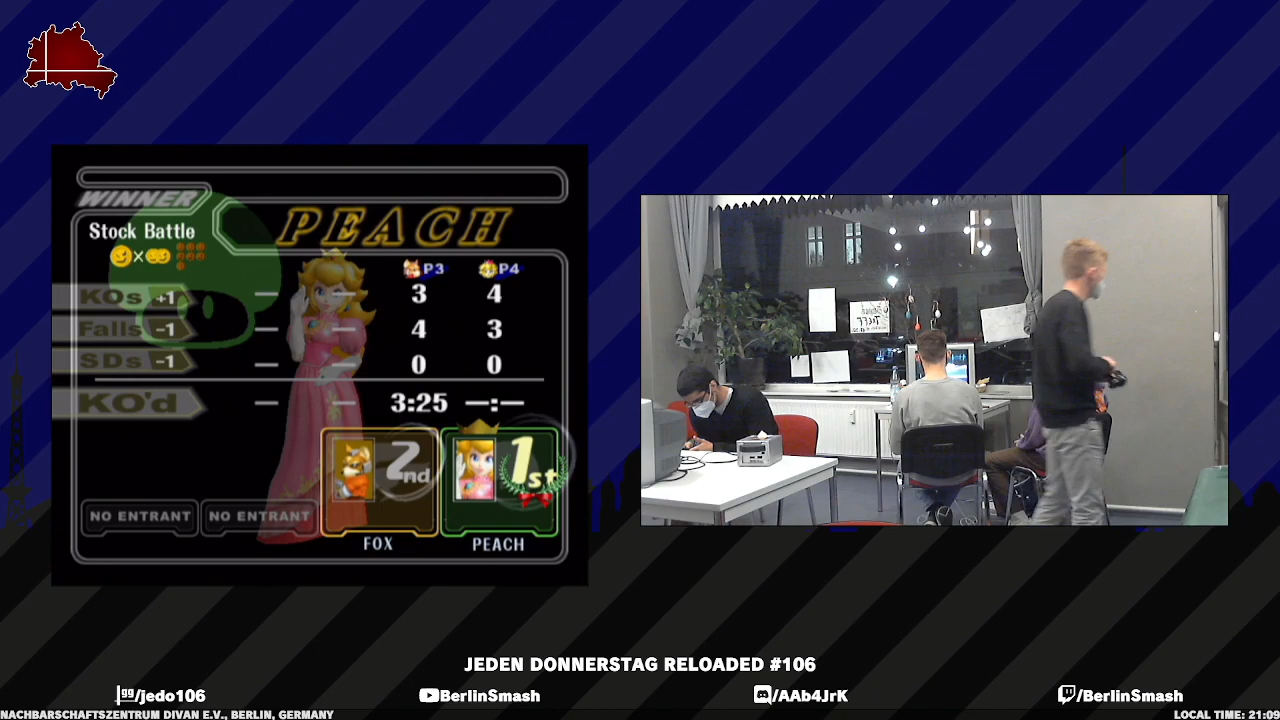 WINNER
PEACH
Stock Battle
P3 P4
KOs +1 — — 3 4
Falls -1 — — 4 3
SDs -1 — — 0 0
KO'd — — 3:25 —:—
2nd 1st
NO ENTRANT NO ENTRANT
FOX PEACH
JEDEN DONNERSTAG RELOADED #106
gg/jedo106 BerlinSmash /AAb4JrK /BerlinSmash
NACHBARSCHAFTSZENTRUM DIVAN E.V., BERLIN, GERMANY LOCAL TIME: 21:09